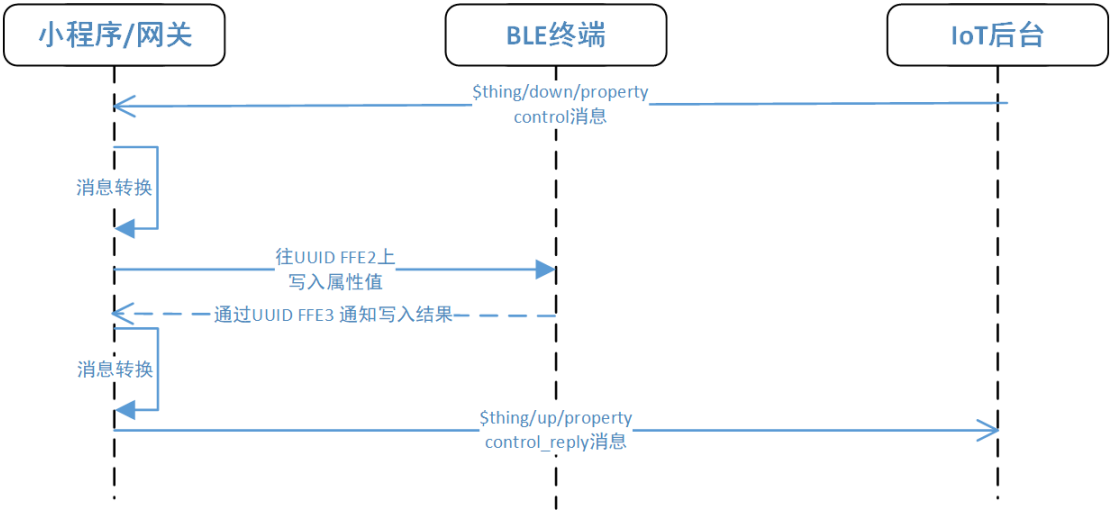 小程序/网关
BLE终端
IoT后台
$thing/down/property
control消息
消息转换
往UUID FFE2上
写入属性值
通过UUID FFE3 通知写入结果
消息转换
$thing/up/property
control_reply消息